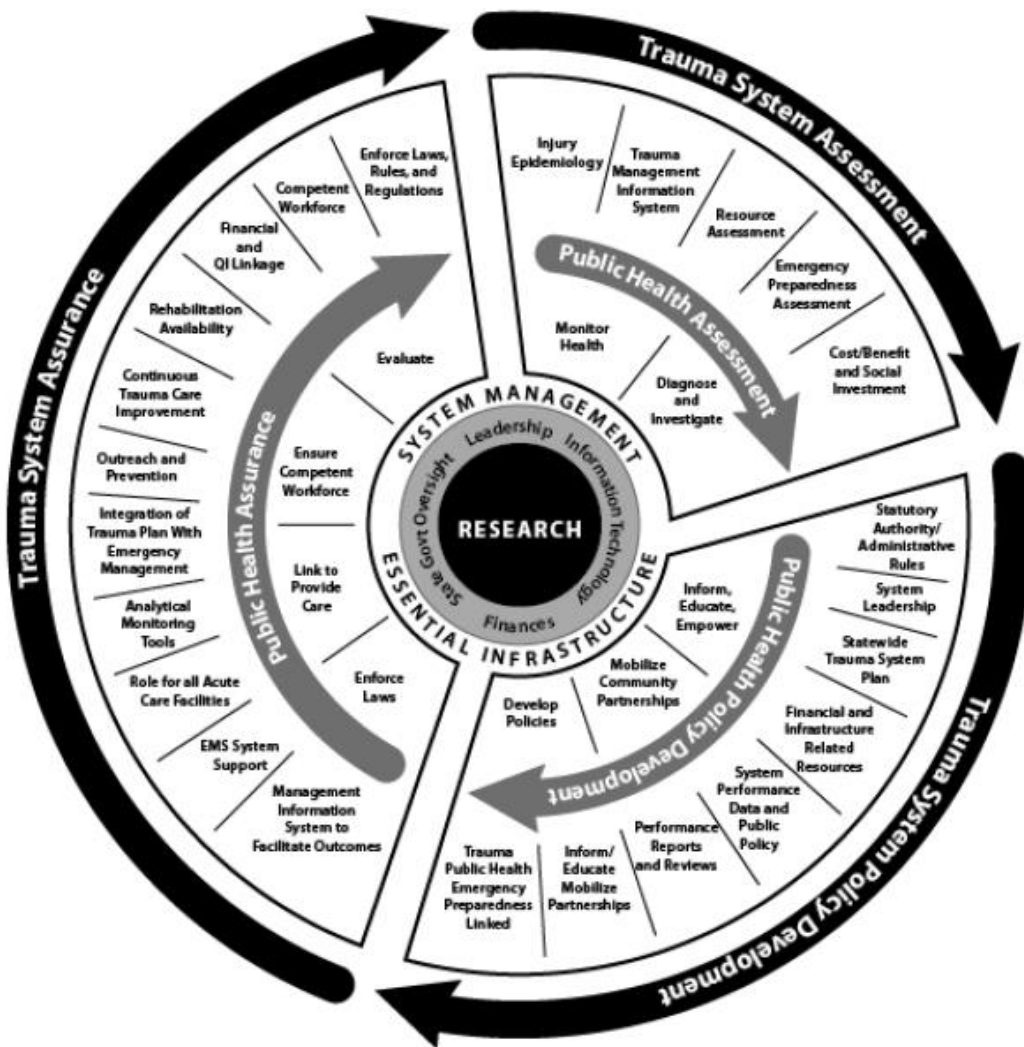 Trauma System Assessment
Injury
Epidemiology
Trauma
Management
Information
System
Resource
Assessment
Emergency
Preparedness
Assessment
Cost/Benefit
and Social
Investment
Public Health Assessment
Monitor
Health
Diagnose
and
Investigate
Trauma System Policy Development
Statutory
Authority/
Administrative
Rules
System
Leadership
Statewide
Trauma System
Plan
Financial and
Infrastructure
Related
Resources
System
Performance
Data and
Public
Policy
Performance
Reports
and Reviews
Inform/
Educate
Mobilize
Partnerships
Trauma
Public Health
Emergency
Preparedness
Linked
Public Health Policy Development
Inform,
Educate,
Empower
Mobilize
Community
Partnerships
Develop
Policies
Trauma System Assurance
Management
Information
System to
Facilitate Outcomes
EMS System
Support
Role for all Acute
Care Facilities
Analytical
Monitoring
Tools
Integration of
Trauma Plan With
Emergency
Management
Outreach and
Prevention
Continuous
Trauma Care
Improvement
Rehabilitation
Availability
Financial
and
QI Linkage
Competent
Workforce
Enforce Laws,
Rules, and
Regulations
Public Health Assurance
Enforce
Laws
Link to
Provide
Care
Ensure
Competent
Workforce
Evaluate
SYSTEM MANAGEMENT
ESSENTIAL INFRASTRUCTURE
Leadership
Information Technology
Finances
State Govt Oversight
RESEARCH